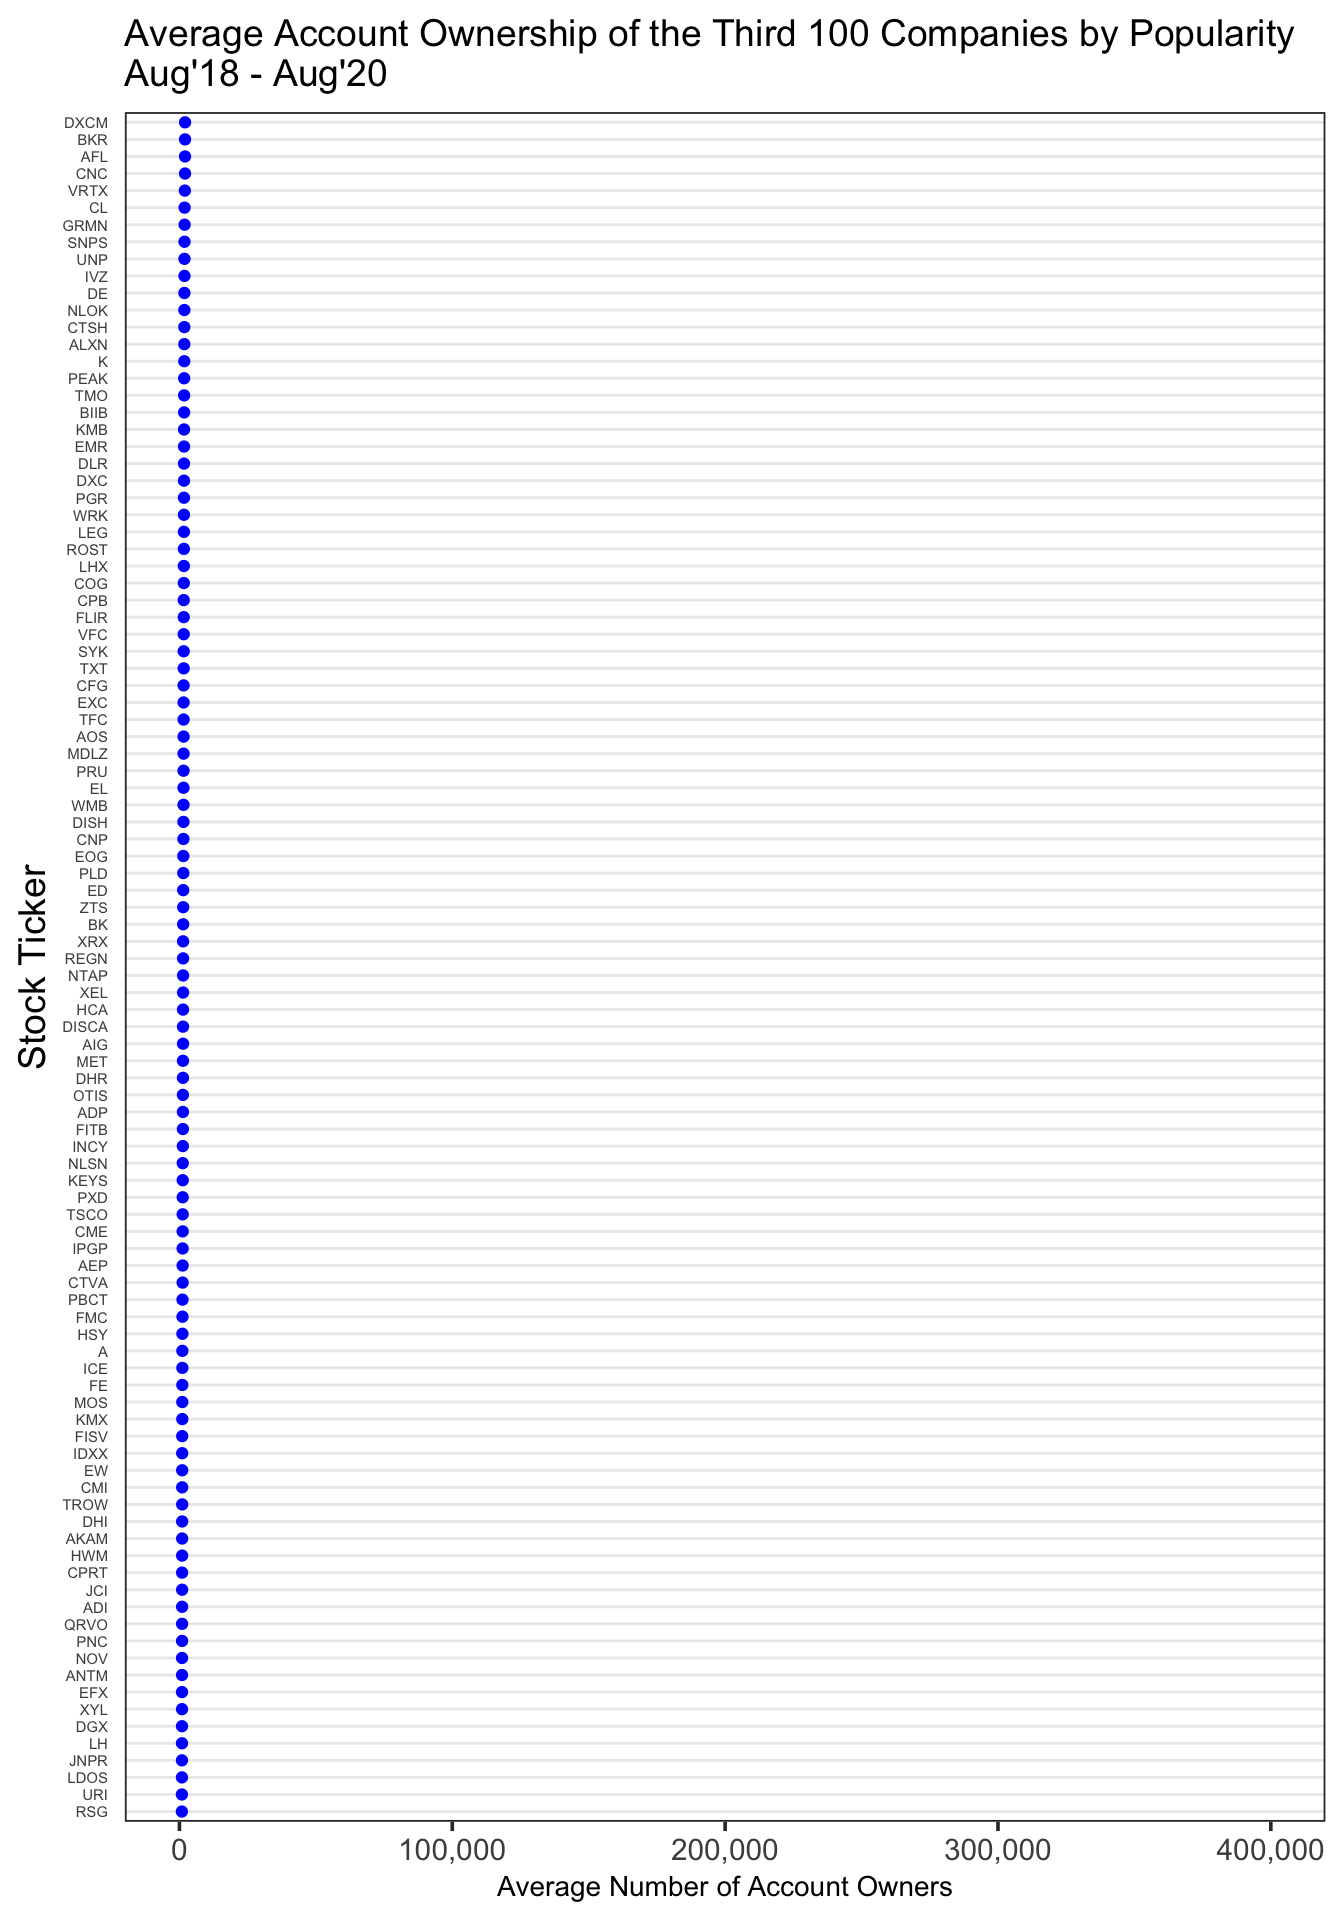 Average Account Ownership of the Third 100 Companies by Popularity
Aug'18 - Aug'20
DXCM
BKR
AFL
CNC
VRTX
CL
GRMN
SNPS
UNP
IVZ
DE
NLOK
CTSH
ALXN
K
PEAK
TMO
BIIB
KMB
EMR
DLR
DXC
PGR
WRK
LEG
ROST
LHX
COG
CPB
FLIR
VFC
SYK
TXT
CFG
EXC
TFC
AOS
MDLZ
PRU
EL
WMB
DISH
CNP
EOG
PLD
ED
ZTS
BK
XRX
REGN
NTAP
XEL
HCA
DISCA
AIG
MET
DHR
OTIS
ADP
FITB
INCY
NLSN
KEYS
PXD
TSCO
CME
IPGP
AEP
CTVA
PBCT
FMC
HSY
A
ICE
FE
MOS
KMX
FISV
IDXX
EW
CMI
TROW
DHI
AKAM
HWM
CPRT
JCI
ADI
QRVO
PNC
NOV
ANTM
EFX
XYL
DGX
LH
JNPR
LDOS
URI
RSG
Stock Ticker
0 100,000 200,000 300,000 400,000
Average Number of Account Owners